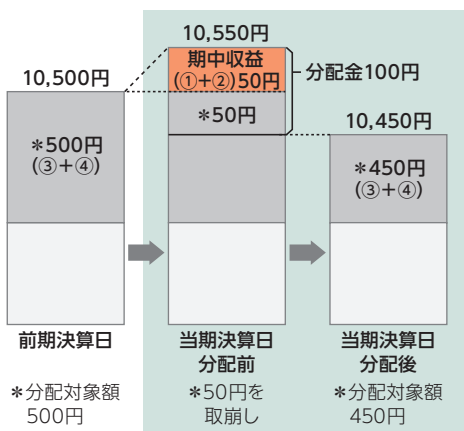 10,500円
*500円
(③+④)
前期決算日
*分配対象額
500円
10,550円
期中収益
(①+②)50円
*50円
分配金100円
当期決算日
分配前
*50円を
取崩し
10,450円
*450円
(③+④)
当期決算日
分配後
*分配対象額
450円